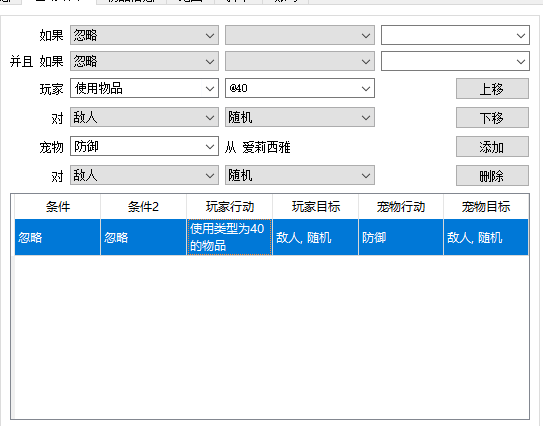 如果 忽略
并且 如果 忽略
玩家 使用物品 @40 上移
对 敌人 随机 下移
宠物 防御 从 爱莉西雅 添加
对 敌人 随机 删除
条件 条件2 玩家行动 玩家目标 宠物行动 宠物目标
忽略 忽略 使用类型为40的物品 敌人, 随机 防御 敌人, 随机